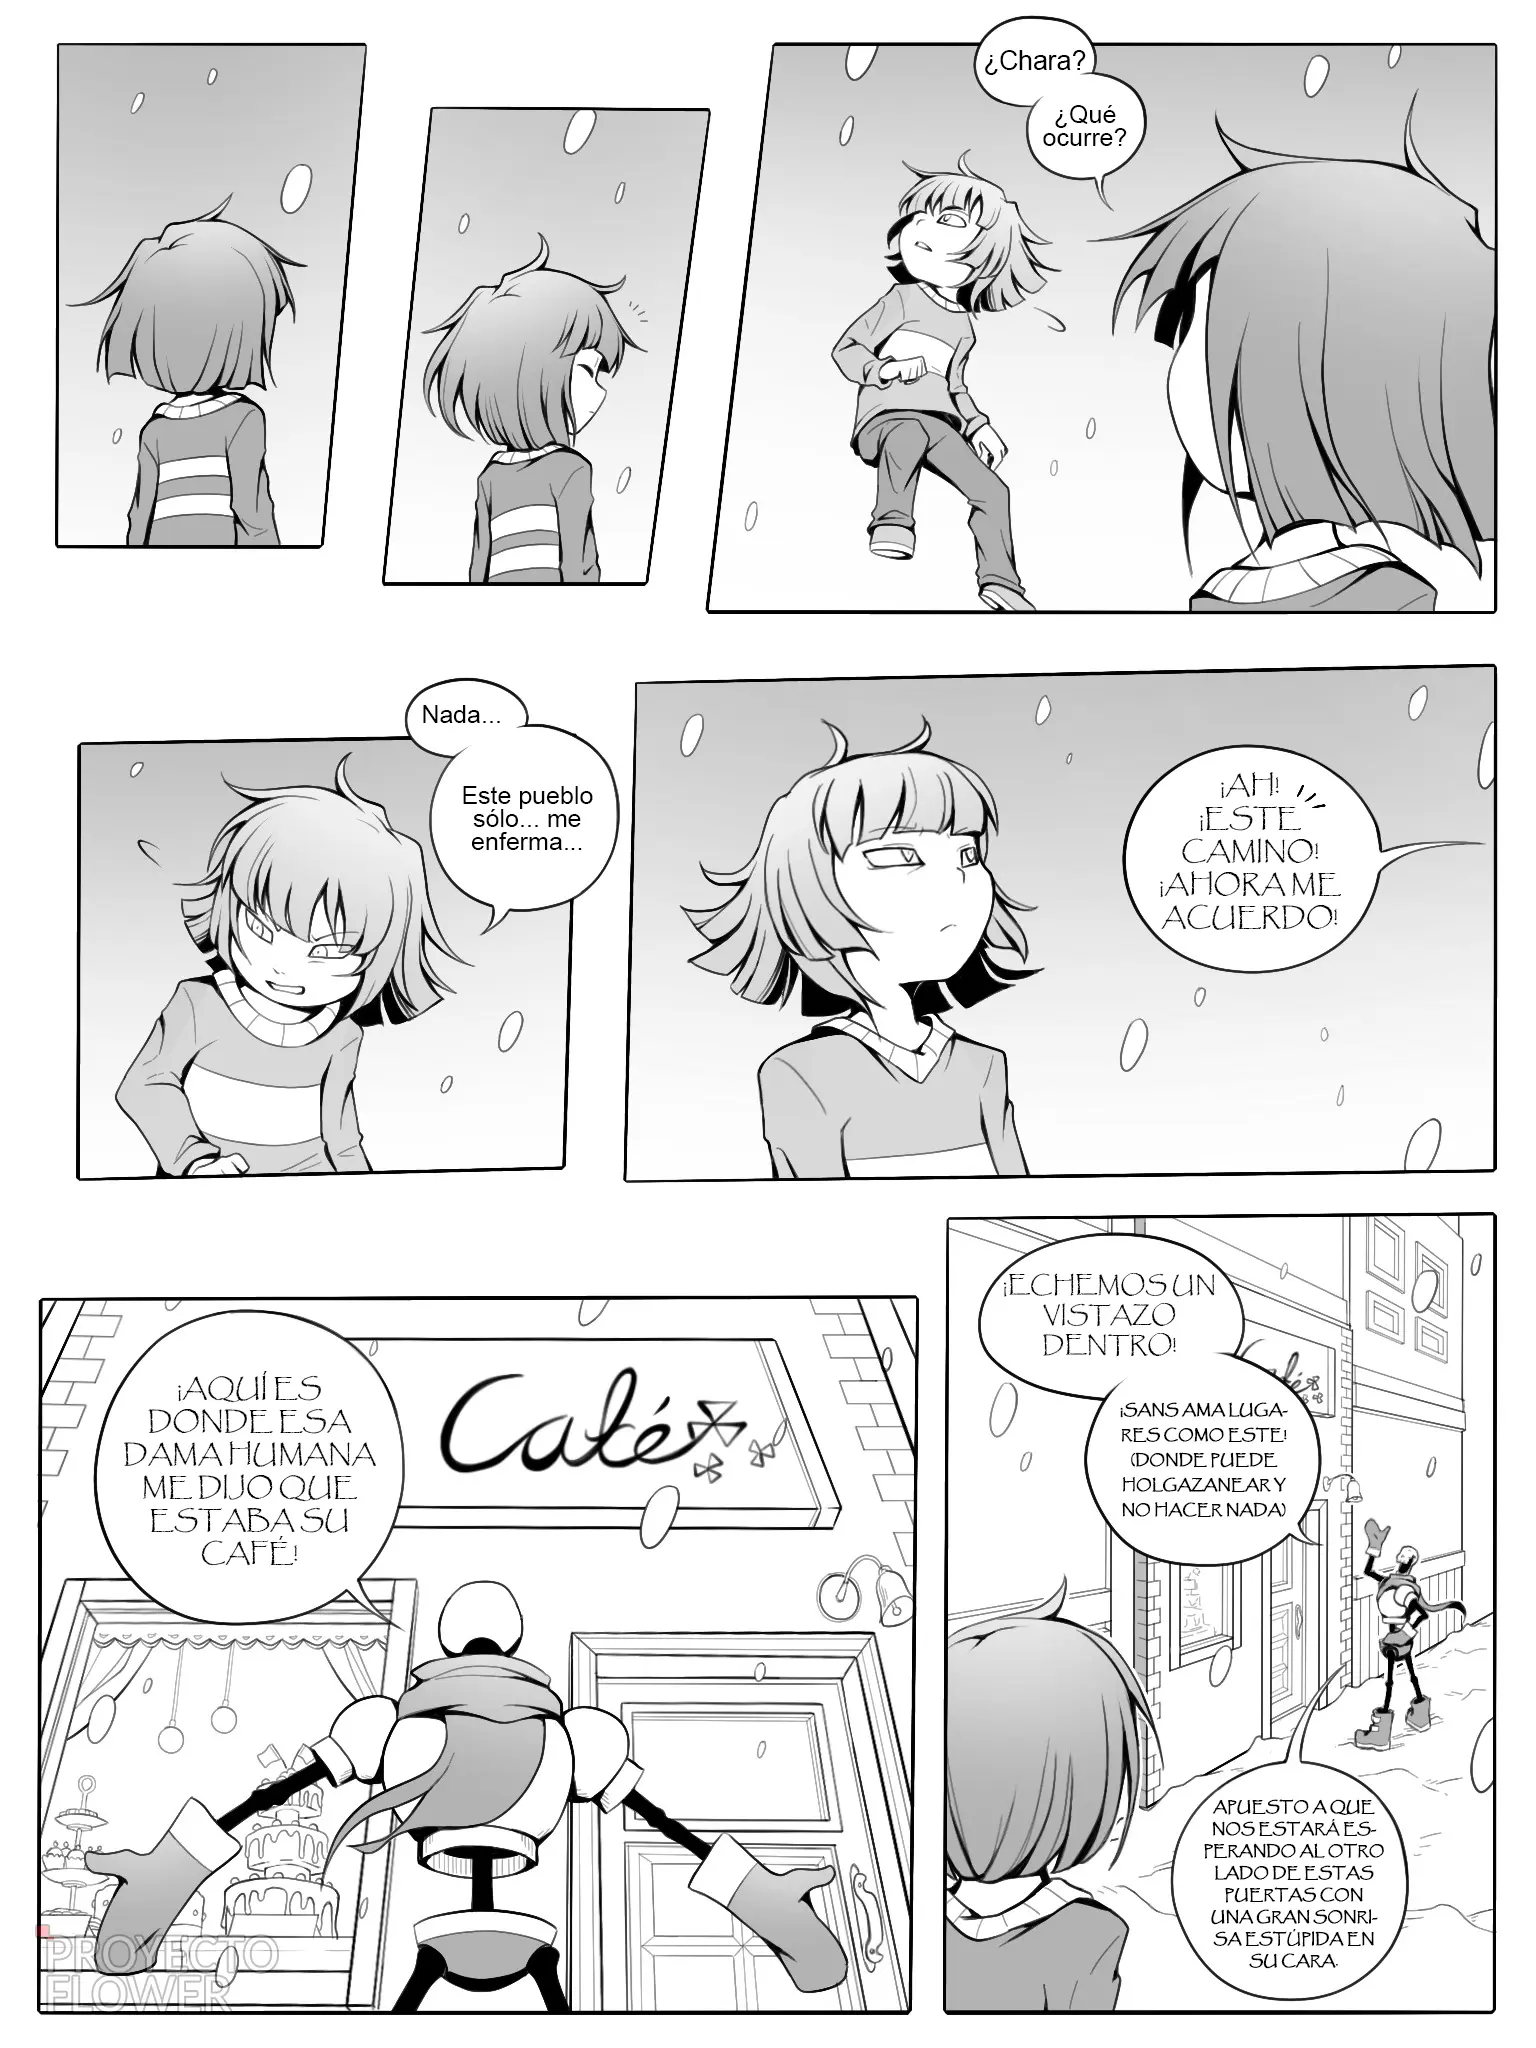 ¿Chara?
¿Qué
ocurre?
Nada...
Este pueblo
sólo... me
enferma...
¡AH!
¡ESTE
CAMINO!
¡AHORA ME
ACUERDO!
¡AQUÍ ES
DONDE ESA
DAMA HUMANA
ME DIJO QUE
ESTABA SU
CAFÉ!
Café
¡ECHEMOS UN
VISTAZO
DENTRO!
Café
¡SANS AMA LUGA-
RES COMO ESTE!
(DONDE PUEDE
HOLGAZANEAR Y
NO HACER NADA)
APUESTO A QUE
NOS ESTARÁ ES-
PERANDO AL OTRO
LADO DE ESTAS
PUERTAS CON
UNA GRAN SONRI-
SA ESTÚPIDA EN
SU CARA.
PROYECTO
FLOWER